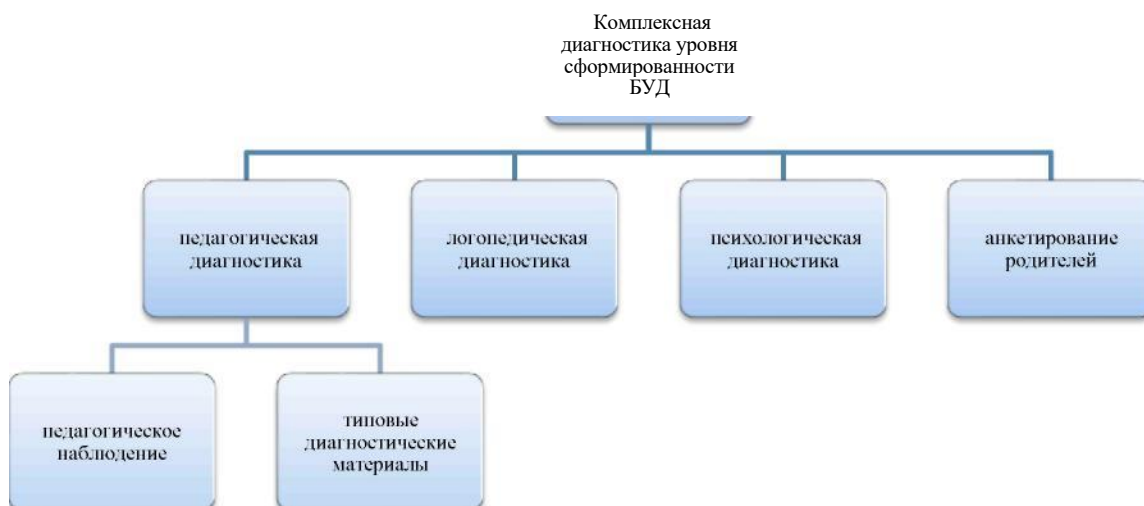 Комплексная
диагностика уровня
сформированности
БУД
педагогическая
диагностика
логопедическая
диагностика
психологическая
диагностика
анкетирование
родителей
педагогическое
наблюдение
типовые
диагностические
материалы